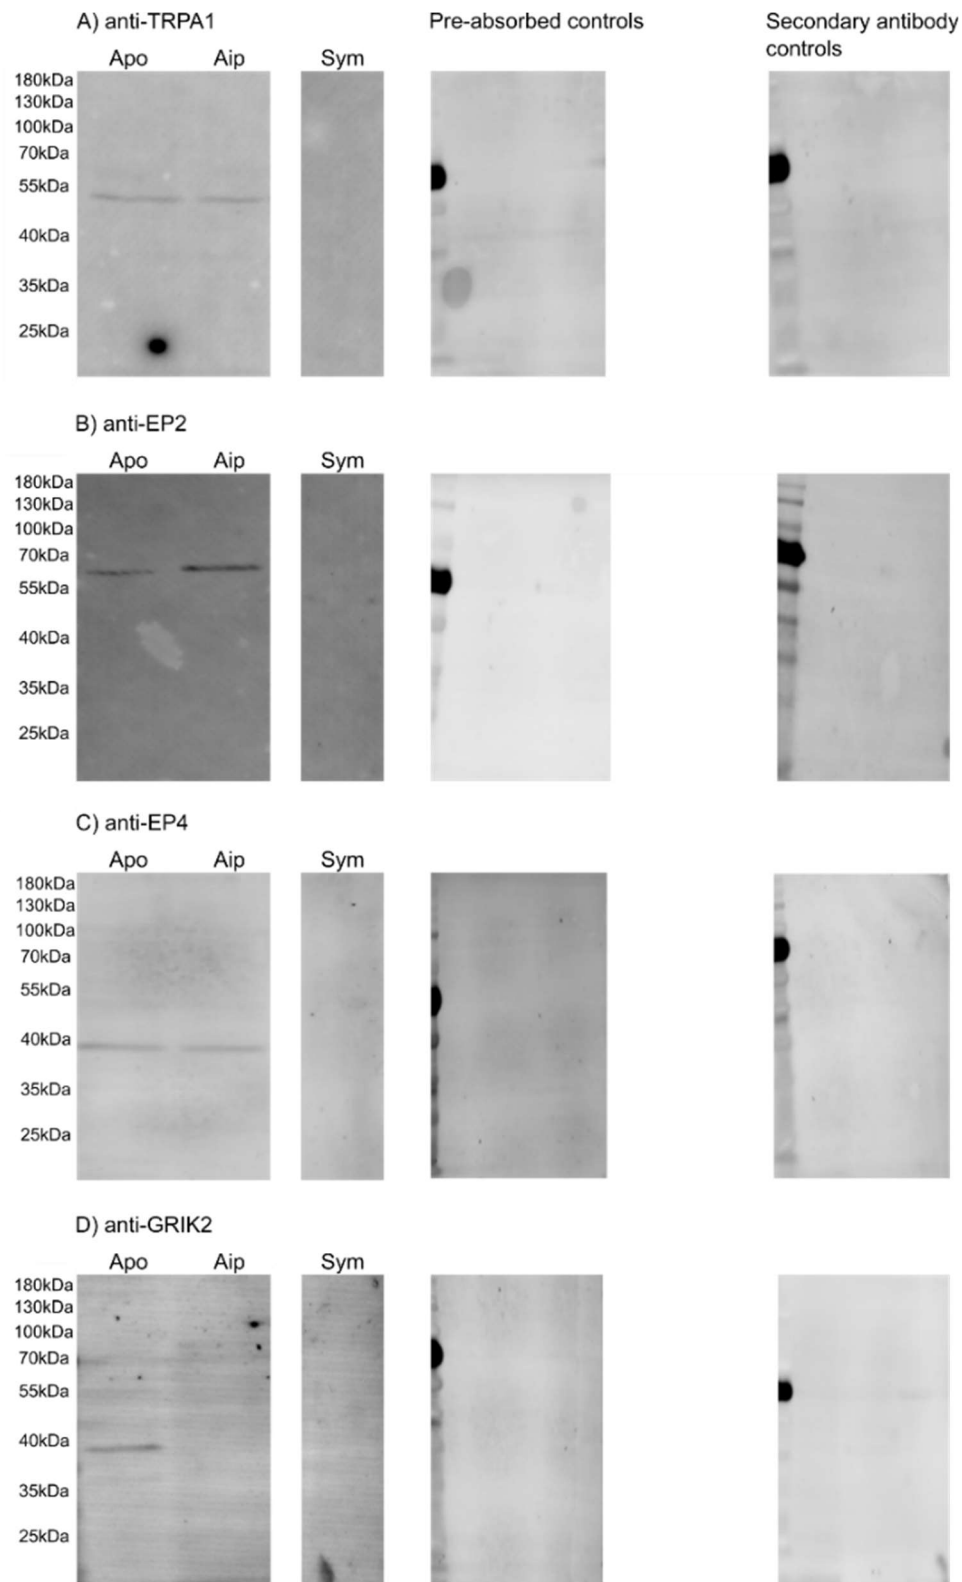 A) anti-TRPA1
Pre-absorbed controls
Secondary antibody
controls
Apo Aip Sym
180kDa
130kDa
100kDa
70kDa
55kDa
40kDa
35kDa
25kDa
B) anti-EP2
Apo Aip Sym
180kDa
130kDa
100kDa
70kDa
55kDa
40kDa
35kDa
25kDa
C) anti-EP4
Apo Aip Sym
180kDa
130kDa
100kDa
70kDa
55kDa
40kDa
35kDa
25kDa
D) anti-GRIK2
Apo Aip Sym
180kDa
130kDa
100kDa
70kDa
55kDa
40kDa
35kDa
25kDa